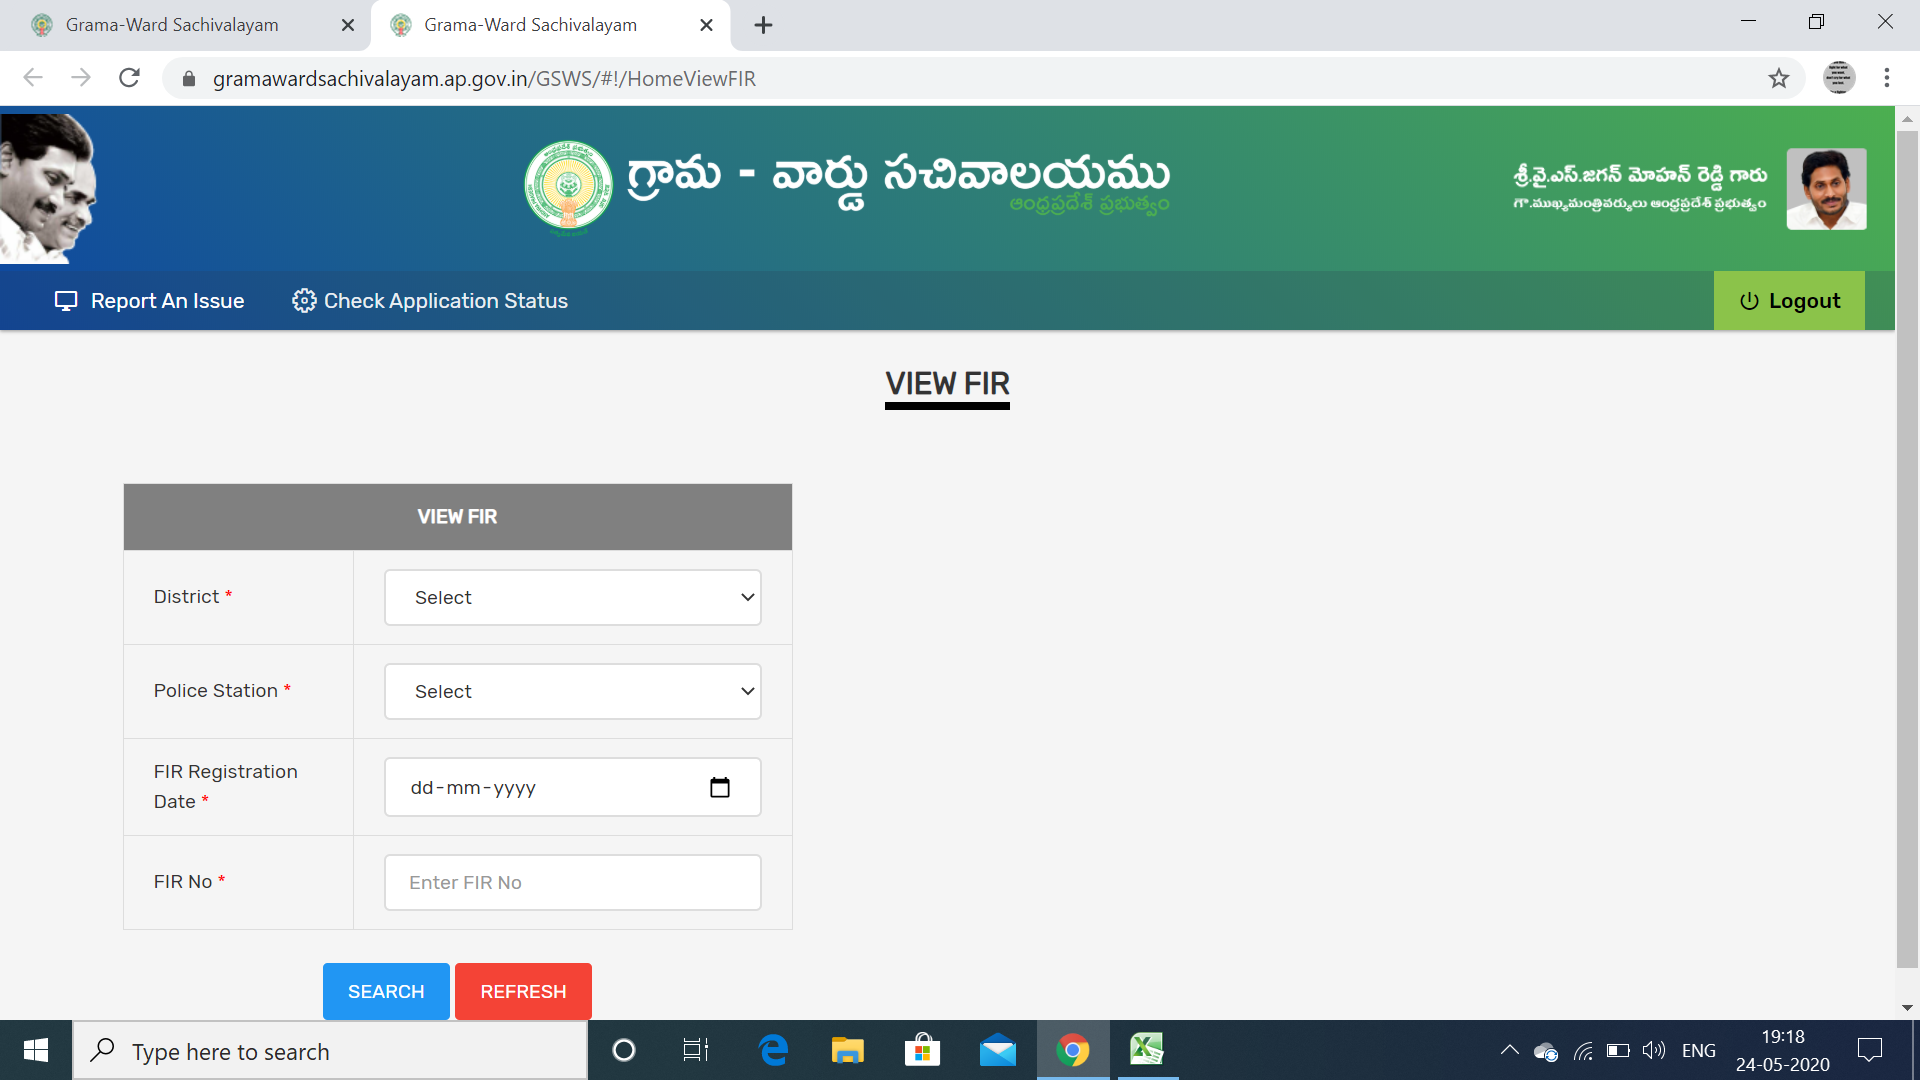 Grama-Ward Sachivalayam
Grama-Ward Sachivalayam
gramawardsachivalayam.ap.gov.in/GSWS/#!/HomeViewFIR
గ్రామ - వార్డు సచివాలయము
ఆంధ్రప్రదేశ్ ప్రభుత్వం
శ్రీ.వై.ఎస్.జగన్ మోహన్ రెడ్డి గారు
గౌ.ముఖ్యమంత్రివర్యులు ఆంధ్రప్రదేశ్ ప్రభుత్వం
Report An Issue
Check Application Status
Logout
VIEW FIR
VIEW FIR
District *
Select
Police Station *
Select
FIR Registration
Date *
dd-mm-yyyy
FIR No *
Enter FIR No
SEARCH
REFRESH
Type here to search
ENG
19:18
24-05-2020